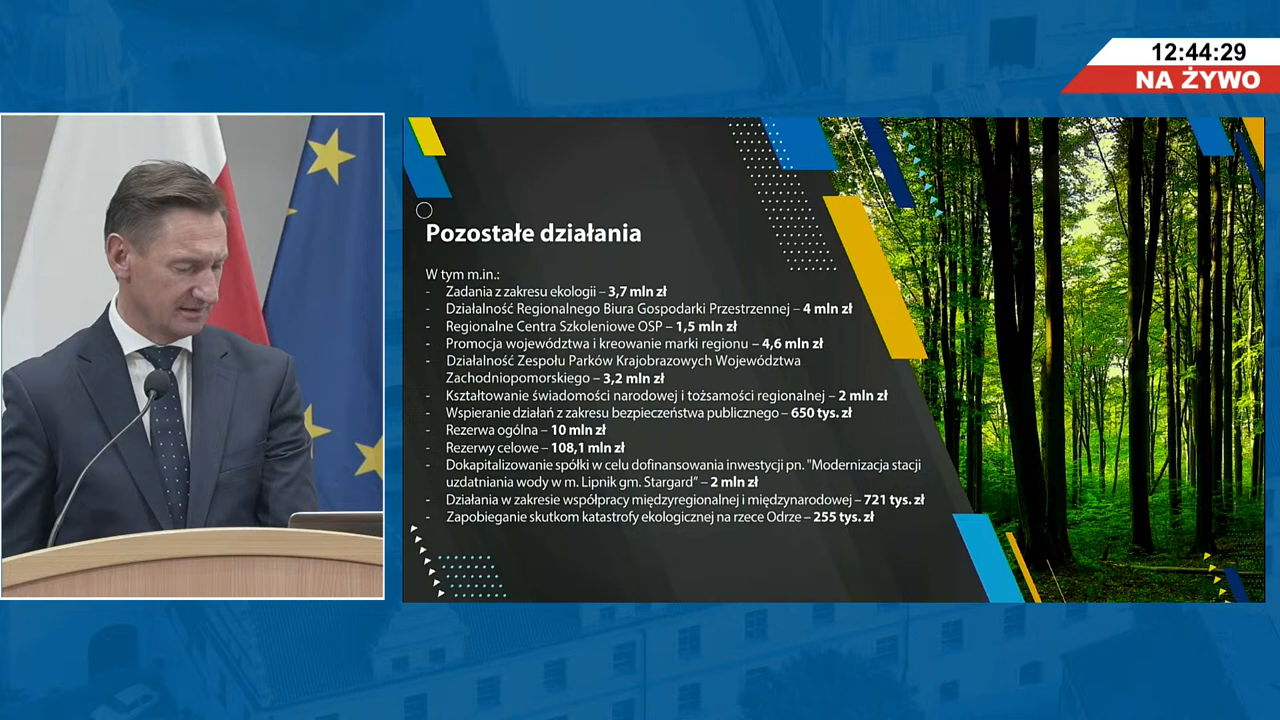 12:44:29
NA ŻYWO
Pozostałe działania
W tym m.in.:
- Zadania z zakresu ekologii – 3,7 mln zł
- Działalność Regionalnego Biura Gospodarki Przestrzennej – 4 mln zł
- Regionalne Centra Szkoleniowe OSP – 1,5 mln zł
- Promocja województwa i kreowanie marki regionu – 4,6 mln zł
- Działalność Zespołu Parków Krajobrazowych Województwa
Zachodniopomorskiego – 3,2 mln zł
- Kształtowanie świadomości narodowej i tożsamości regionalnej – 2 mln zł
- Wspieranie działań z zakresu bezpieczeństwa publicznego – 650 tys. zł
- Rezerwa ogólna – 10 mln zł
- Rezerwy celowe – 108,1 mln zł
- Dokapitalizowanie spółki w celu dofinansowania inwestycji pn. "Modernizacja stacji
uzdatniania wody w m. Lipnik gm. Stargard” – 2 mln zł
- Działania w zakresie współpracy międzyregionalnej i międzynarodowej – 721 tys. zł
- Zapobieganie skutkom katastrofy ekologicznej na rzece Odrze – 255 tys. zł